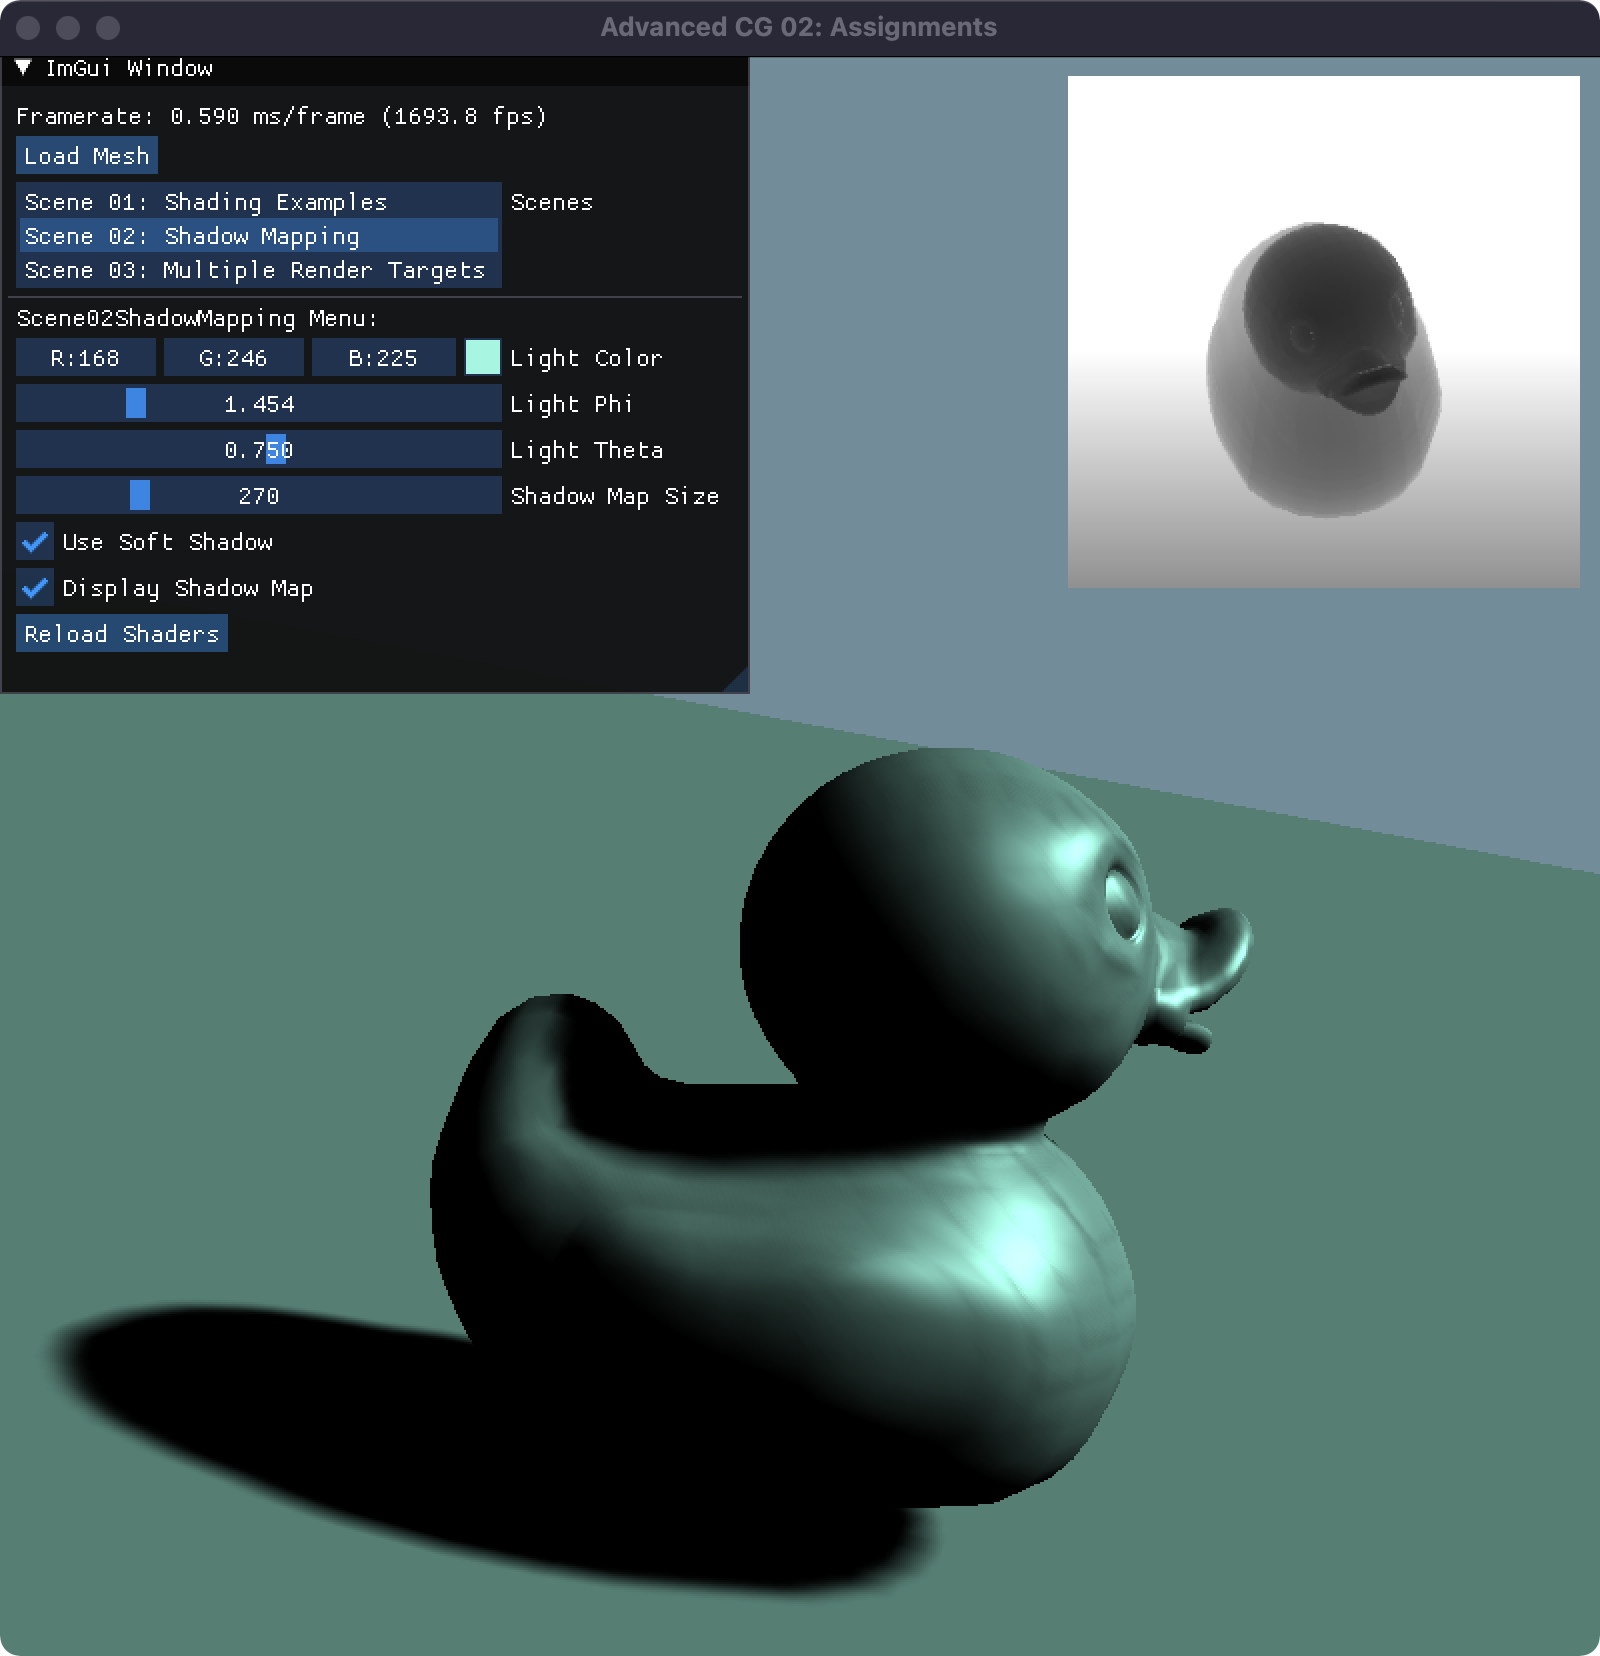 Advanced CG 02: Assignments
ImGui Window
Framerate: 0.590 ms/frame (1693.8 fps)
Load Mesh
Scene 01: Shading Examples Scenes
Scene 02: Shadow Mapping
Scene 03: Multiple Render Targets
Scene02ShadowMapping Menu:
R:168 G:246 B:225 Light Color
1.454 Light Phi
0.750 Light Theta
270 Shadow Map Size
Use Soft Shadow
Display Shadow Map
Reload Shaders